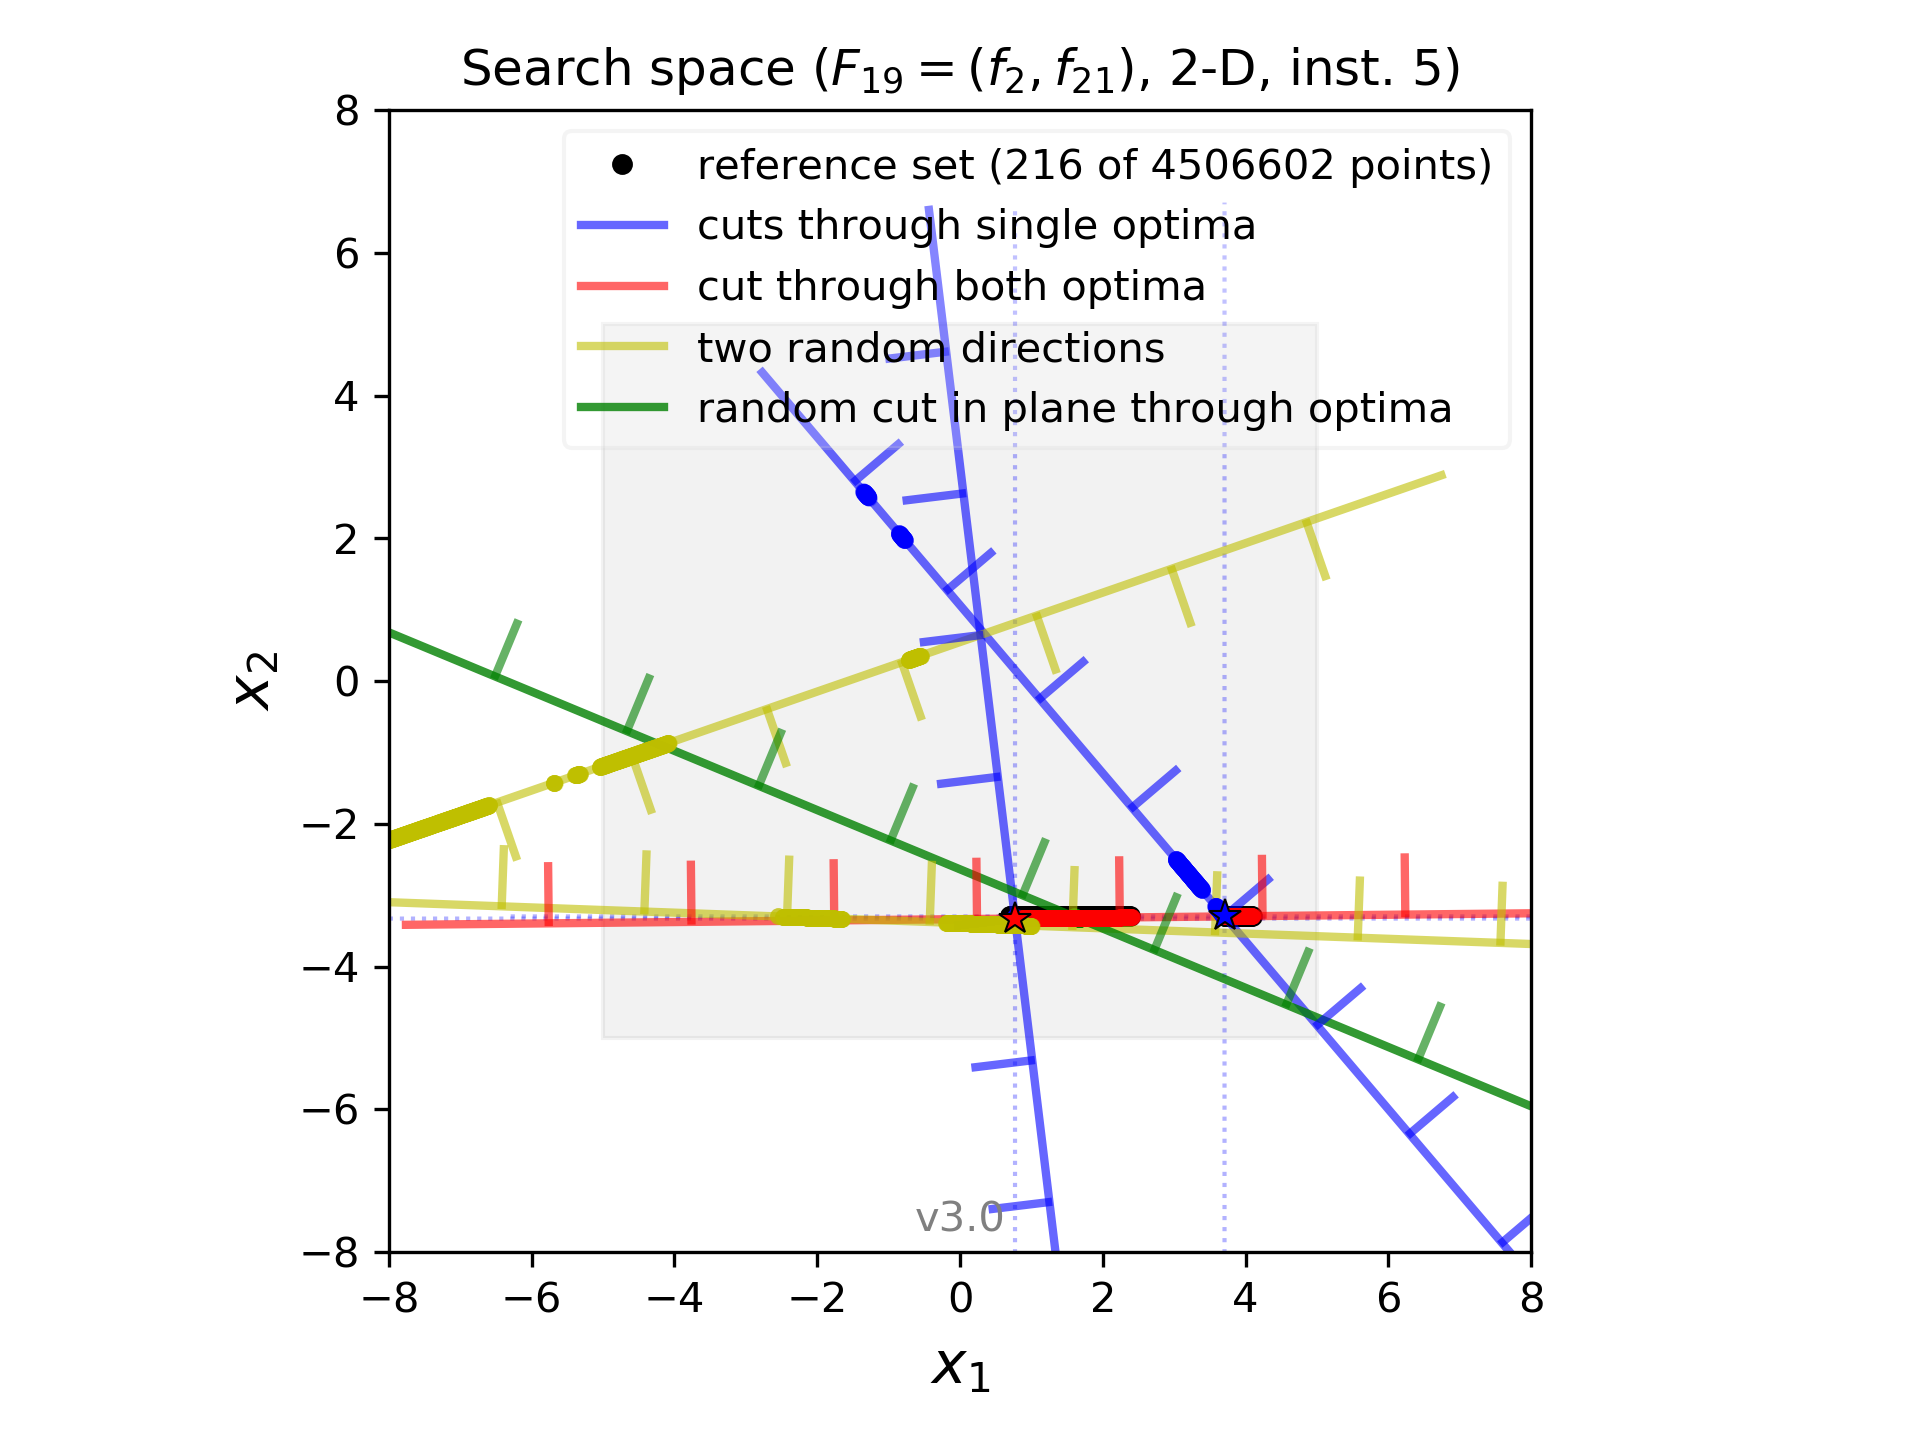 Search space (F19 = (f2, f21), 2-D, inst. 5)
8
reference set (216 of 4506602 points)
cuts through single optima
6
cut through both optima
two random directions
4
random cut in plane through optima
2
x2
0
−2
−4
−6
v3.0
−8
−8 −6 −4 −2 0 2 4 6 8
x1